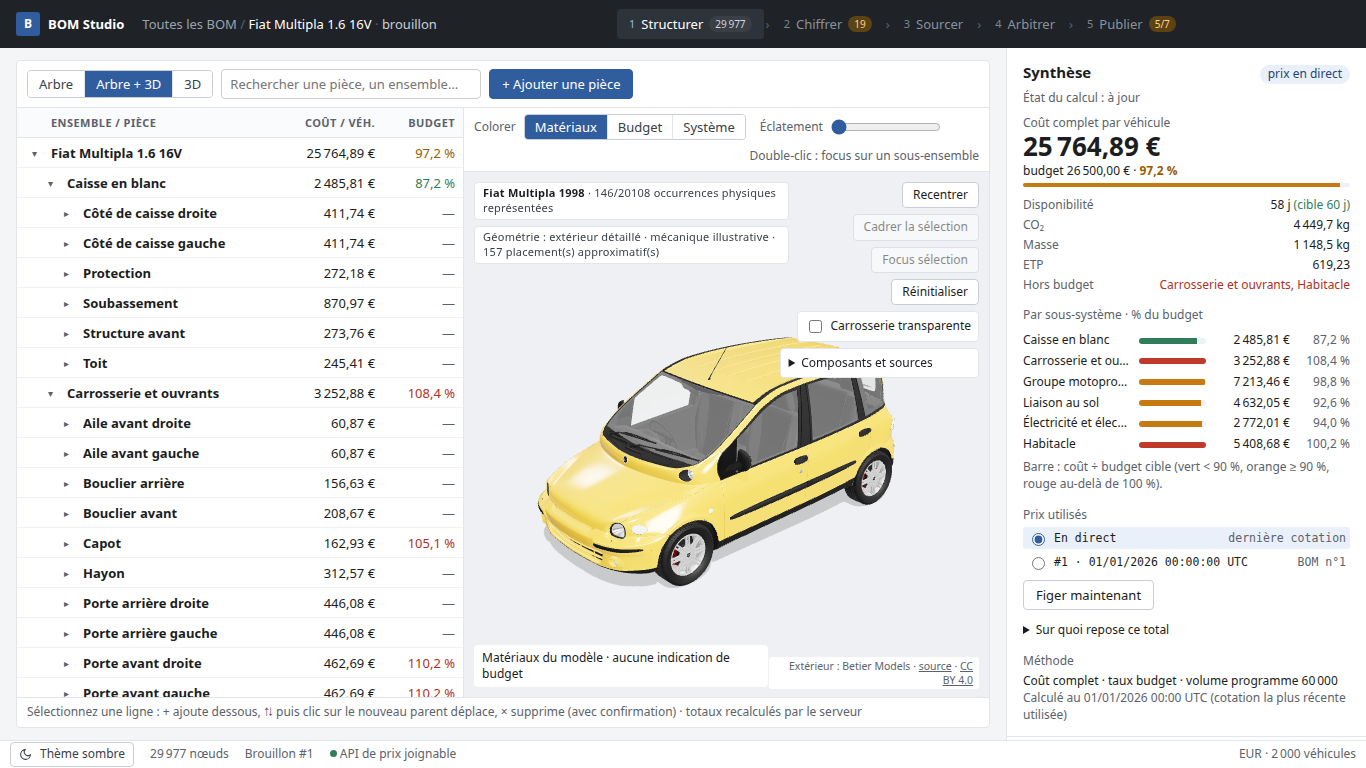 B BOM Studio Toutes les BOM / Fiat Multipla 1.6 16V · brouillon 1 Structurer 29 977 › 2 Chiffrer 19 › 3 Sourcer › 4 Arbitrer › 5 Publier 5/7
Arbre Arbre + 3D 3D Rechercher une pièce, un ensemble... + Ajouter une pièce
ENSEMBLE / PIÈCE COÛT / VÉH. BUDGET
▾ Fiat Multipla 1.6 16V 25 764,89 € 97,2 %
▾ Caisse en blanc 2 485,81 € 87,2 %
▸ Côté de caisse droite 411,74 € —
▸ Côté de caisse gauche 411,74 € —
▸ Protection 272,18 € —
▸ Soubassement 870,97 € —
▸ Structure avant 273,76 € —
▸ Toit 245,41 € —
▾ Carrosserie et ouvrants 3 252,88 € 108,4 %
▸ Aile avant droite 60,87 € —
▸ Aile avant gauche 60,87 € —
▸ Bouclier arrière 156,63 € —
▸ Bouclier avant 208,67 € —
▸ Capot 162,93 € 105,1 %
▸ Hayon 312,57 € —
▸ Porte arrière droite 446,08 € —
▸ Porte arrière gauche 446,08 € —
▸ Porte avant droite 462,69 € 110,2 %
▸ Porte avant gauche 462,69 € 110,2 %
Colorer Matériaux Budget Système Éclatement
Double-clic : focus sur un sous-ensemble
Fiat Multipla 1998 · 146/20108 occurrences physiques
représentées
Géométrie : extérieur détaillé · mécanique illustrative ·
157 placement(s) approximatif(s)
Recentrer
Cadrer la sélection
Focus sélection
Réinitialiser
Carrosserie transparente
▶ Composants et sources
Matériaux du modèle · aucune indication de
budget
Extérieur : Betier Models · source · CC
BY 4.0
Sélectionnez une ligne : + ajoute dessous, ⇅ puis clic sur le nouveau parent déplace, × supprime (avec confirmation) · totaux recalculés par le serveur
Synthèse prix en direct
État du calcul : à jour
Coût complet par véhicule
25 764,89 €
budget 26 500,00 € · 97,2 %
Disponibilité 58 j (cible 60 j)
CO₂ 4 449,7 kg
Masse 1 148,5 kg
ETP 619,23
Hors budget Carrosserie et ouvrants, Habitacle
Par sous-système · % du budget
Caisse en blanc 2 485,81 € 87,2 %
Carrosserie et ou... 3 252,88 € 108,4 %
Groupe motopro... 7 213,46 € 98,8 %
Liaison au sol 4 632,05 € 92,6 %
Électricité et élec... 2 772,01 € 94,0 %
Habitacle 5 408,68 € 100,2 %
Barre : coût ÷ budget cible (vert < 90 %, orange ≥ 90 %,
rouge au-delà de 100 %).
Prix utilisés
En direct dernière cotation
#1 · 01/01/2026 00:00:00 UTC BOM n°1
Figer maintenant
▶ Sur quoi repose ce total
Méthode
Coût complet · taux budget · volume programme 60 000
Calculé au 01/01/2026 00:00 UTC (cotation la plus récente
utilisée)
Thème sombre 29 977 nœuds Brouillon #1 API de prix joignable EUR · 2 000 véhicules